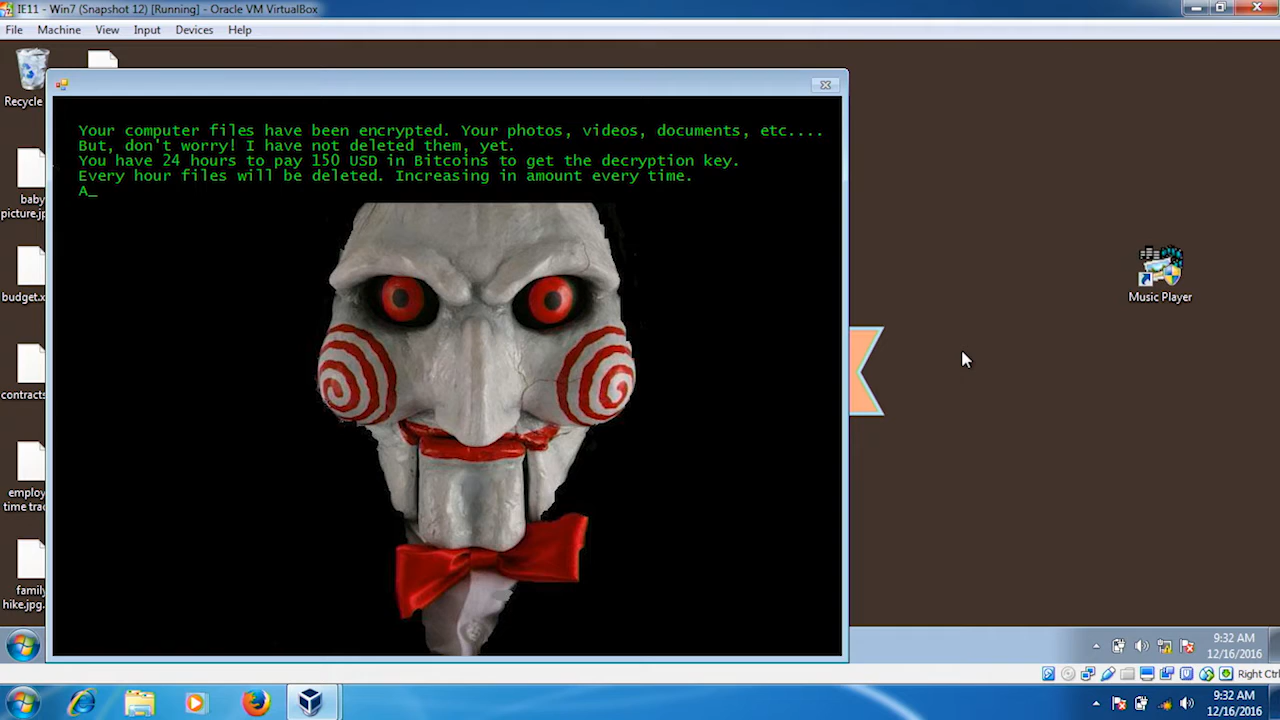 IE11 - Win7 (Snapshot 12) [Running] - Oracle VM VirtualBox
File Machine View Input Devices Help
Recycle
Your computer files have been encrypted. Your photos, videos, documents, etc....
But, don't worry! I have not deleted them, yet.
You have 24 hours to pay 150 USD in Bitcoins to get the decryption key.
Every hour files will be deleted. Increasing in amount every time.
A_
baby
picture.jp
budget.x
contracts
employ
time trac
family
hike.jpg.
Music Player
9:32 AM
12/16/2016
Right Ctrl
9:32 AM
12/16/2016